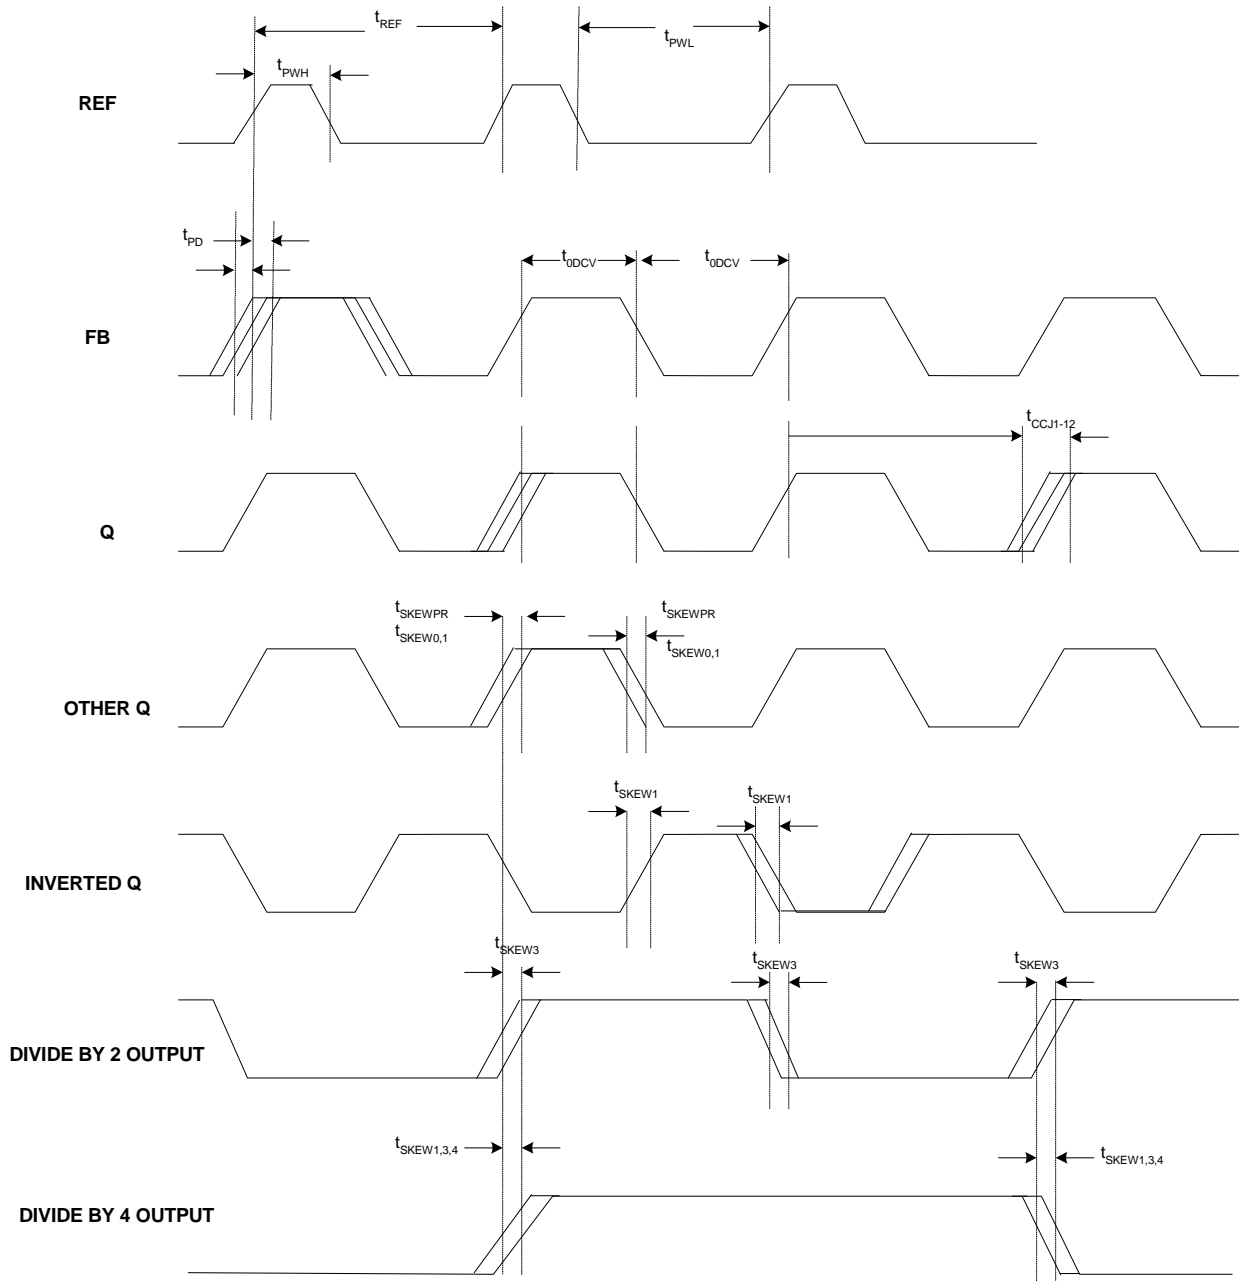 tREF
tPWL
tPWH
REF
tPD
t0DCV
t0DCV
FB
tCCJ1-12
Q
tSKEWPR
tSKEW0,1
tSKEWPR
tSKEW0,1
OTHER Q
tSKEW1
tSKEW1
INVERTED Q
tSKEW3
tSKEW3
tSKEW3
DIVIDE BY 2 OUTPUT
tSKEW1,3,4
tSKEW1,3,4
DIVIDE BY 4 OUTPUT